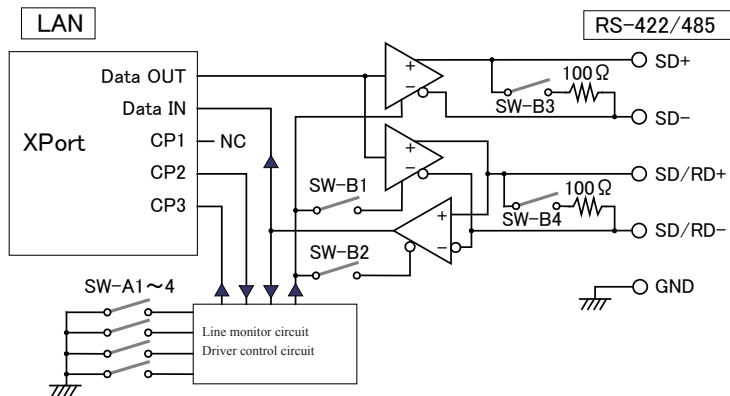 LAN
RS-422/485
XPort
Data OUT
Data IN
CP1
NC
CP2
CP3
+
−
SW-B3
100Ω
SD+
SD-
+
−
SW-B1
SW-B2
+
−
SW-B4
100Ω
SD/RD+
SD/RD-
GND
SW-A1～4
Line monitor circuit
Driver control circuit